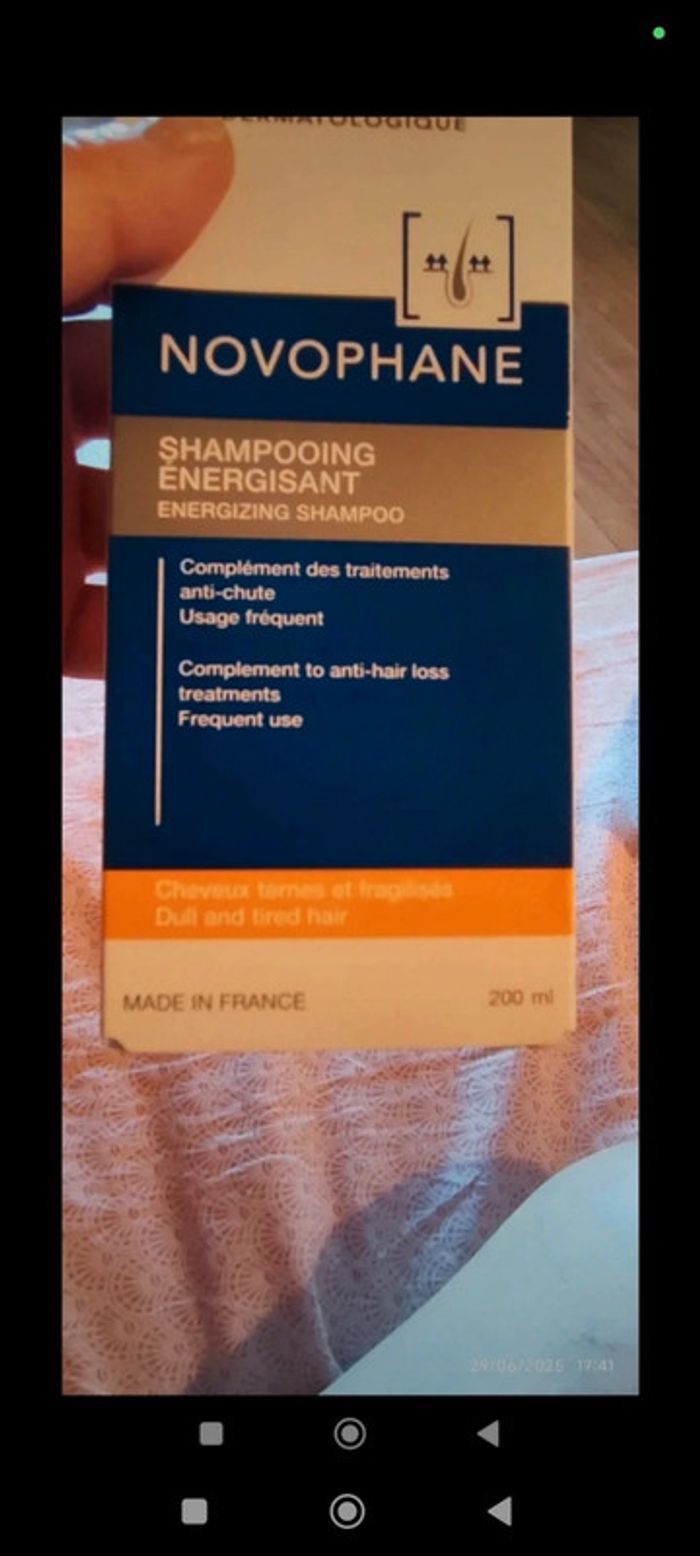 DERMATOLOGIQUE
NOVOPHANE
SHAMPOOING
ÉNERGISANT
ENERGIZING SHAMPOO
Complément des traitements
anti-chute
Usage fréquent
Complement to anti-hair loss
treatments
Frequent use
Cheveux ternes et fragilisés
Dull and tired hair
MADE IN FRANCE
200 ml
29/06/2025 17:41